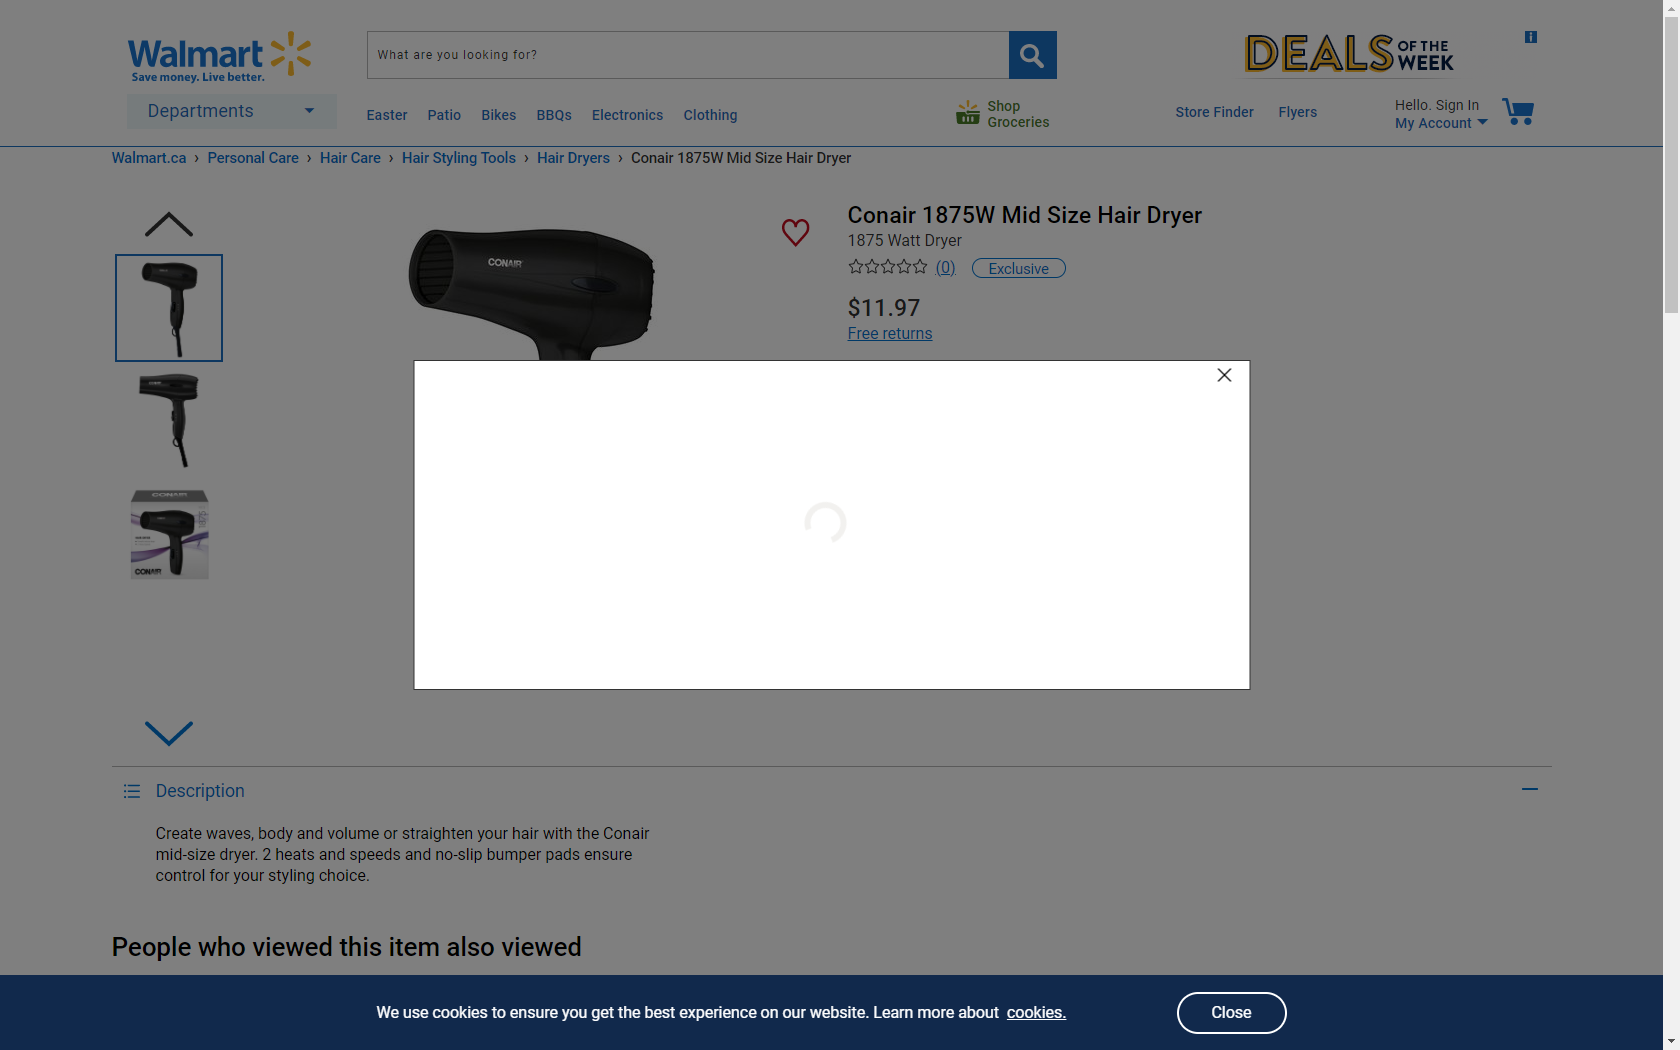 Walmart
Save money. Live better.
What are you looking for?
DEALS OF THE WEEK
Departments
Easter Patio Bikes BBQs Electronics Clothing
Shop Groceries
Store Finder Flyers
Hello. Sign In
My Account
Walmart.ca › Personal Care › Hair Care › Hair Styling Tools › Hair Dryers › Conair 1875W Mid Size Hair Dryer
CONAIR
Conair 1875W Mid Size Hair Dryer
1875 Watt Dryer
(0) Exclusive
$11.97
Free returns
CONAIR
CONAIR
Description
Create waves, body and volume or straighten your hair with the Conair
mid-size dryer. 2 heats and speeds and no-slip bumper pads ensure
control for your styling choice.
People who viewed this item also viewed
We use cookies to ensure you get the best experience on our website. Learn more about cookies.
Close